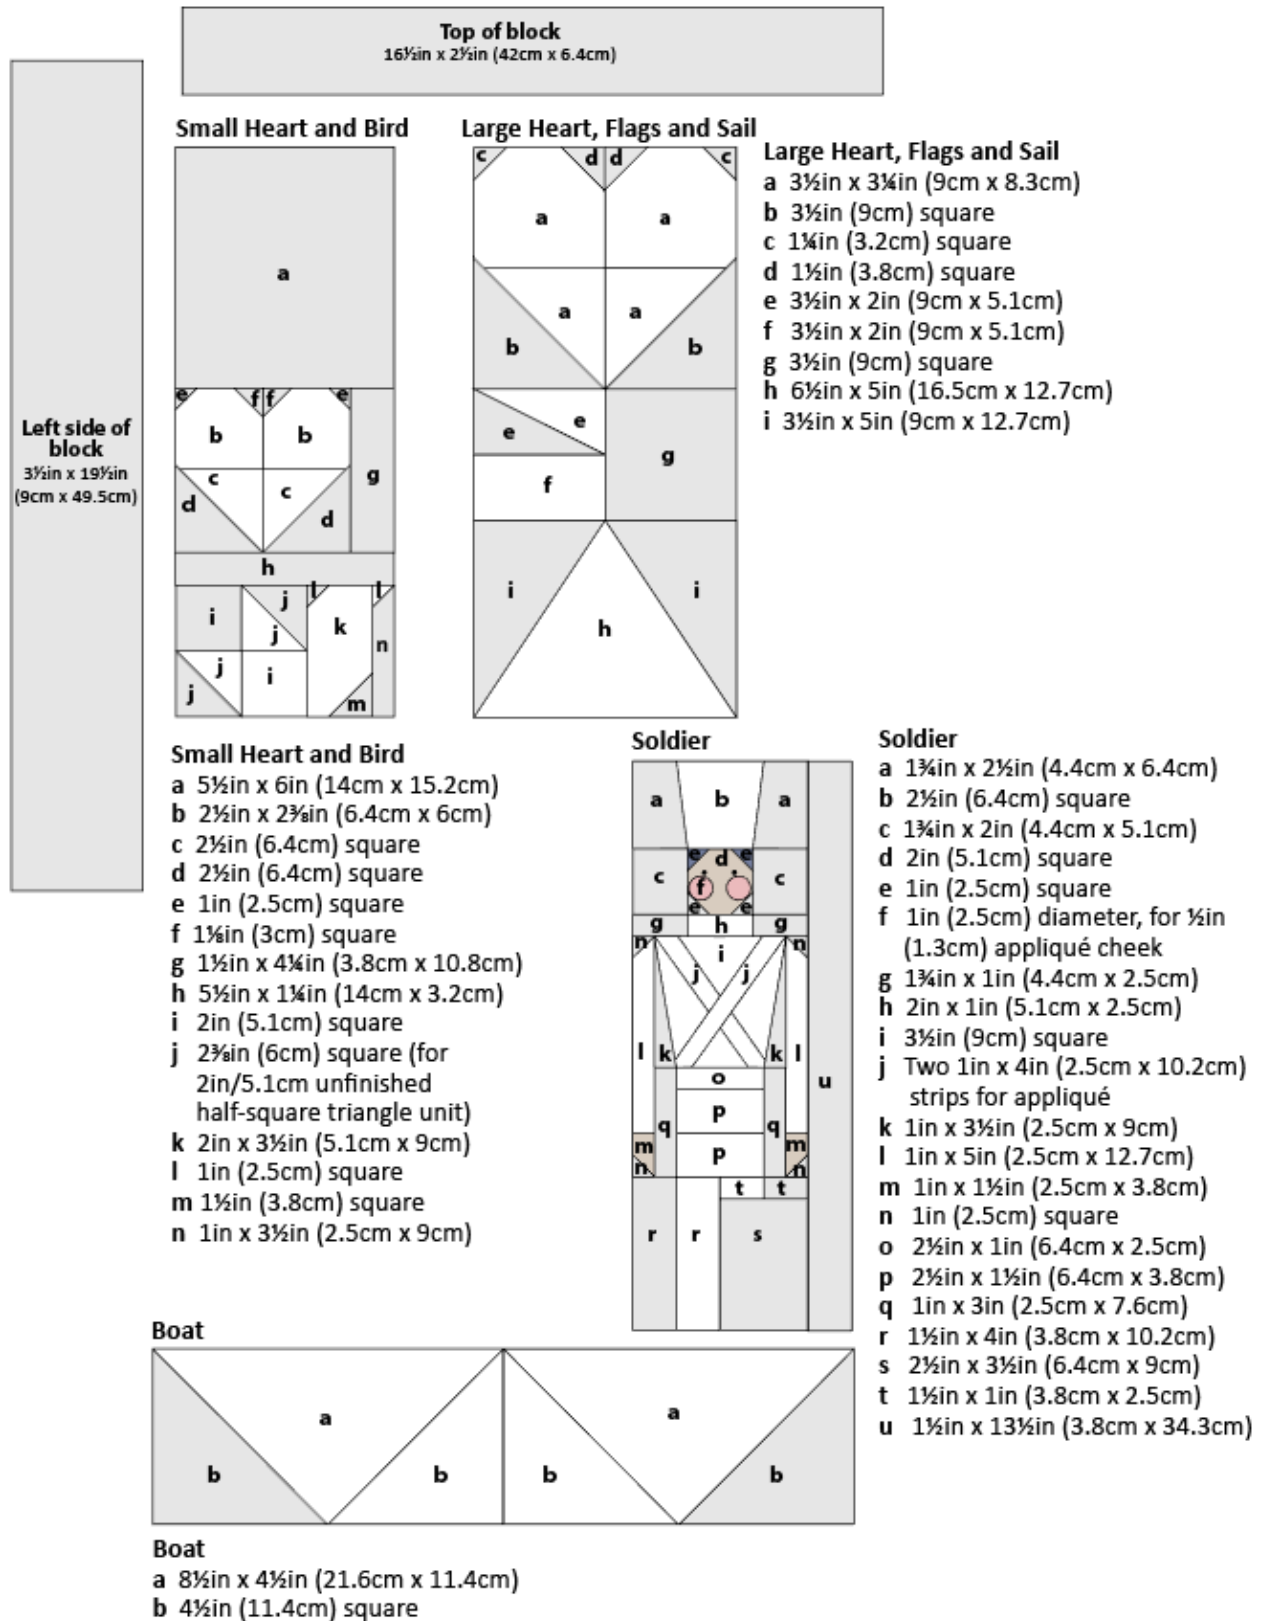 Top of block
16½in x 2½in (42cm x 6.4cm)
Left side of
block
3½in x 19½in
(9cm x 49.5cm)
Small Heart and Bird
a
e f f e
b b
g
c c
d d
h
l l
j
i
k
j
n
j
i
j
m
Large Heart, Flags and Sail
c d d c
a a
a a
b b
e
e
g
f
i i
h
Large Heart, Flags and Sail
a 3½in x 3¼in (9cm x 8.3cm)
b 3½in (9cm) square
c 1¼in (3.2cm) square
d 1½in (3.8cm) square
e 3½in x 2in (9cm x 5.1cm)
f 3½in x 2in (9cm x 5.1cm)
g 3½in (9cm) square
h 6½in x 5in (16.5cm x 12.7cm)
i 3½in x 5in (9cm x 12.7cm)
Small Heart and Bird
a 5½in x 6in (14cm x 15.2cm)
b 2½in x 2⅜in (6.4cm x 6cm)
c 2½in (6.4cm) square
d 2½in (6.4cm) square
e 1in (2.5cm) square
f 1⅛in (3cm) square
g 1½in x 4¼in (3.8cm x 10.8cm)
h 5½in x 1¼in (14cm x 3.2cm)
i 2in (5.1cm) square
j 2⅜in (6cm) square (for
2in/5.1cm unfinished
half-square triangle unit)
k 2in x 3½in (5.1cm x 9cm)
l 1in (2.5cm) square
m 1½in (3.8cm) square
n 1in x 3½in (2.5cm x 9cm)
Soldier
a b a
e d e
c f c
e e
g h g
n i n
j j
l k k l
o
u
p
q q
m p m
n n
t t
r r s
Soldier
a 1¾in x 2½in (4.4cm x 6.4cm)
b 2½in (6.4cm) square
c 1¾in x 2in (4.4cm x 5.1cm)
d 2in (5.1cm) square
e 1in (2.5cm) square
f 1in (2.5cm) diameter, for ½in
(1.3cm) appliqué cheek
g 1¾in x 1in (4.4cm x 2.5cm)
h 2in x 1in (5.1cm x 2.5cm)
i 3½in (9cm) square
j Two 1in x 4in (2.5cm x 10.2cm)
strips for appliqué
k 1in x 3½in (2.5cm x 9cm)
l 1in x 5in (2.5cm x 12.7cm)
m 1in x 1½in (2.5cm x 3.8cm)
n 1in (2.5cm) square
o 2½in x 1in (6.4cm x 2.5cm)
p 2½in x 1½in (6.4cm x 3.8cm)
q 1in x 3in (2.5cm x 7.6cm)
r 1½in x 4in (3.8cm x 10.2cm)
s 2½in x 3½in (6.4cm x 9cm)
t 1½in x 1in (3.8cm x 2.5cm)
u 1½in x 13½in (3.8cm x 34.3cm)
Boat
a a
b b b b
Boat
a 8½in x 4½in (21.6cm x 11.4cm)
b 4½in (11.4cm) square